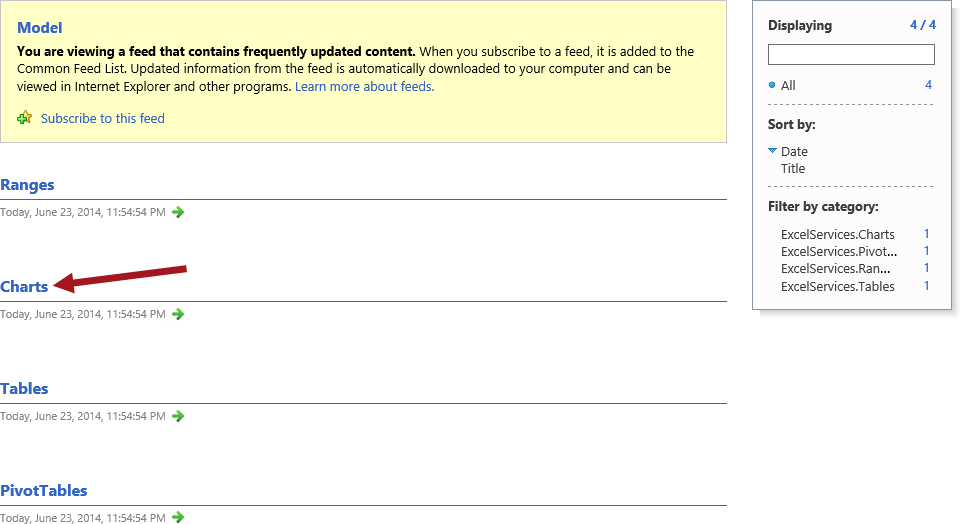 Model
You are viewing a feed that contains frequently updated content. When you subscribe to a feed, it is added to the
Common Feed List. Updated information from the feed is automatically downloaded to your computer and can be
viewed in Internet Explorer and other programs. Learn more about feeds.
Subscribe to this feed
Ranges
Today, June 23, 2014, 11:54:54 PM
Charts
Today, June 23, 2014, 11:54:54 PM
Tables
Today, June 23, 2014, 11:54:54 PM
PivotTables
Today, June 23, 2014, 11:54:54 PM
Displaying 4 / 4
All 4
Sort by:
Date
Title
Filter by category:
ExcelServices.Charts 1
ExcelServices.Pivot... 1
ExcelServices.Ran... 1
ExcelServices.Tables 1